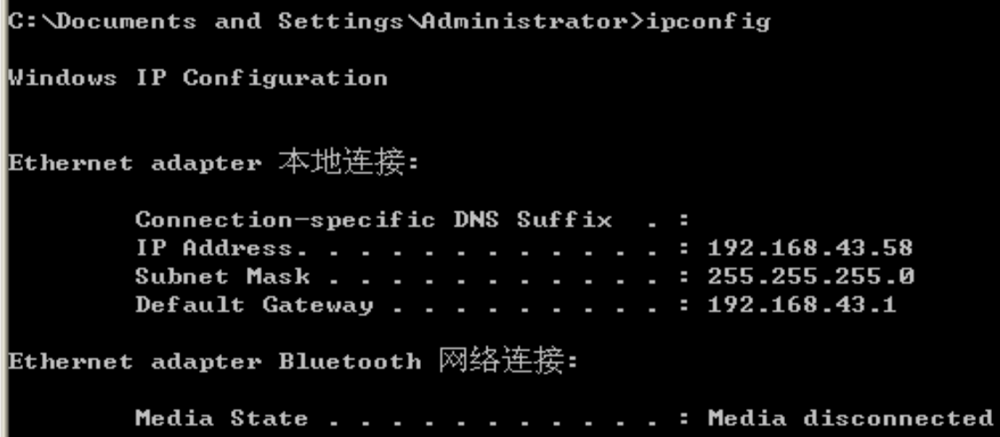 C:\Documents and Settings\Administrator>ipconfig
Windows IP Configuration
Ethernet adapter 本地连接:
Connection-specific DNS Suffix  . :
IP Address. . . . . . . . . . . . : 192.168.43.58
Subnet Mask . . . . . . . . . . . : 255.255.255.0
Default Gateway . . . . . . . . . : 192.168.43.1
Ethernet adapter Bluetooth 网络连接:
Media State . . . . . . . . . . . : Media disconnected